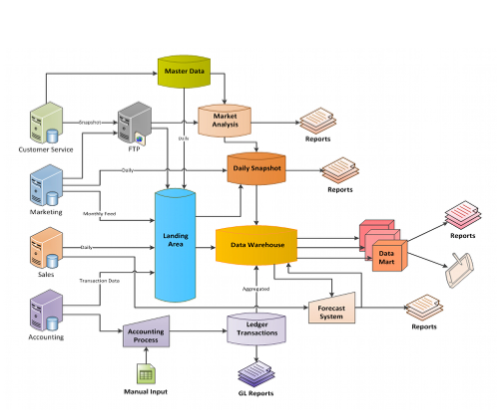 Master Data
Snapshot
Customer Service
FTP
Market
Analysis
Reports
Daily
Daily Snapshot
Reports
Marketing
Monthly Feed
Landing
Area
Data Warehouse
Reports
Data
Mart
Daily
Sales
Transaction Data
Aggregated
Forecast
System
Reports
Accounting
Accounting
Process
Ledger
Transactions
Manual Input
GL Reports